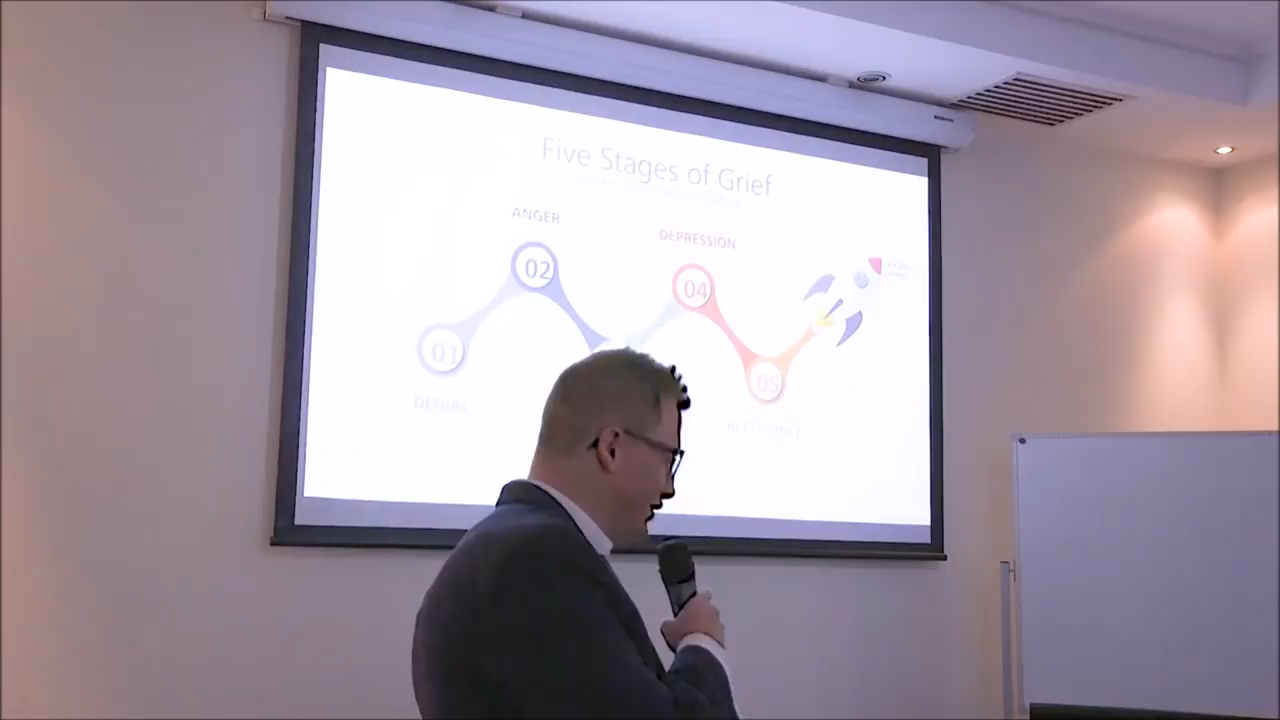 Five Stages of Grief
ANGER
DEPRESSION
02
04
01
05
DENIAL
ACCEPTANCE